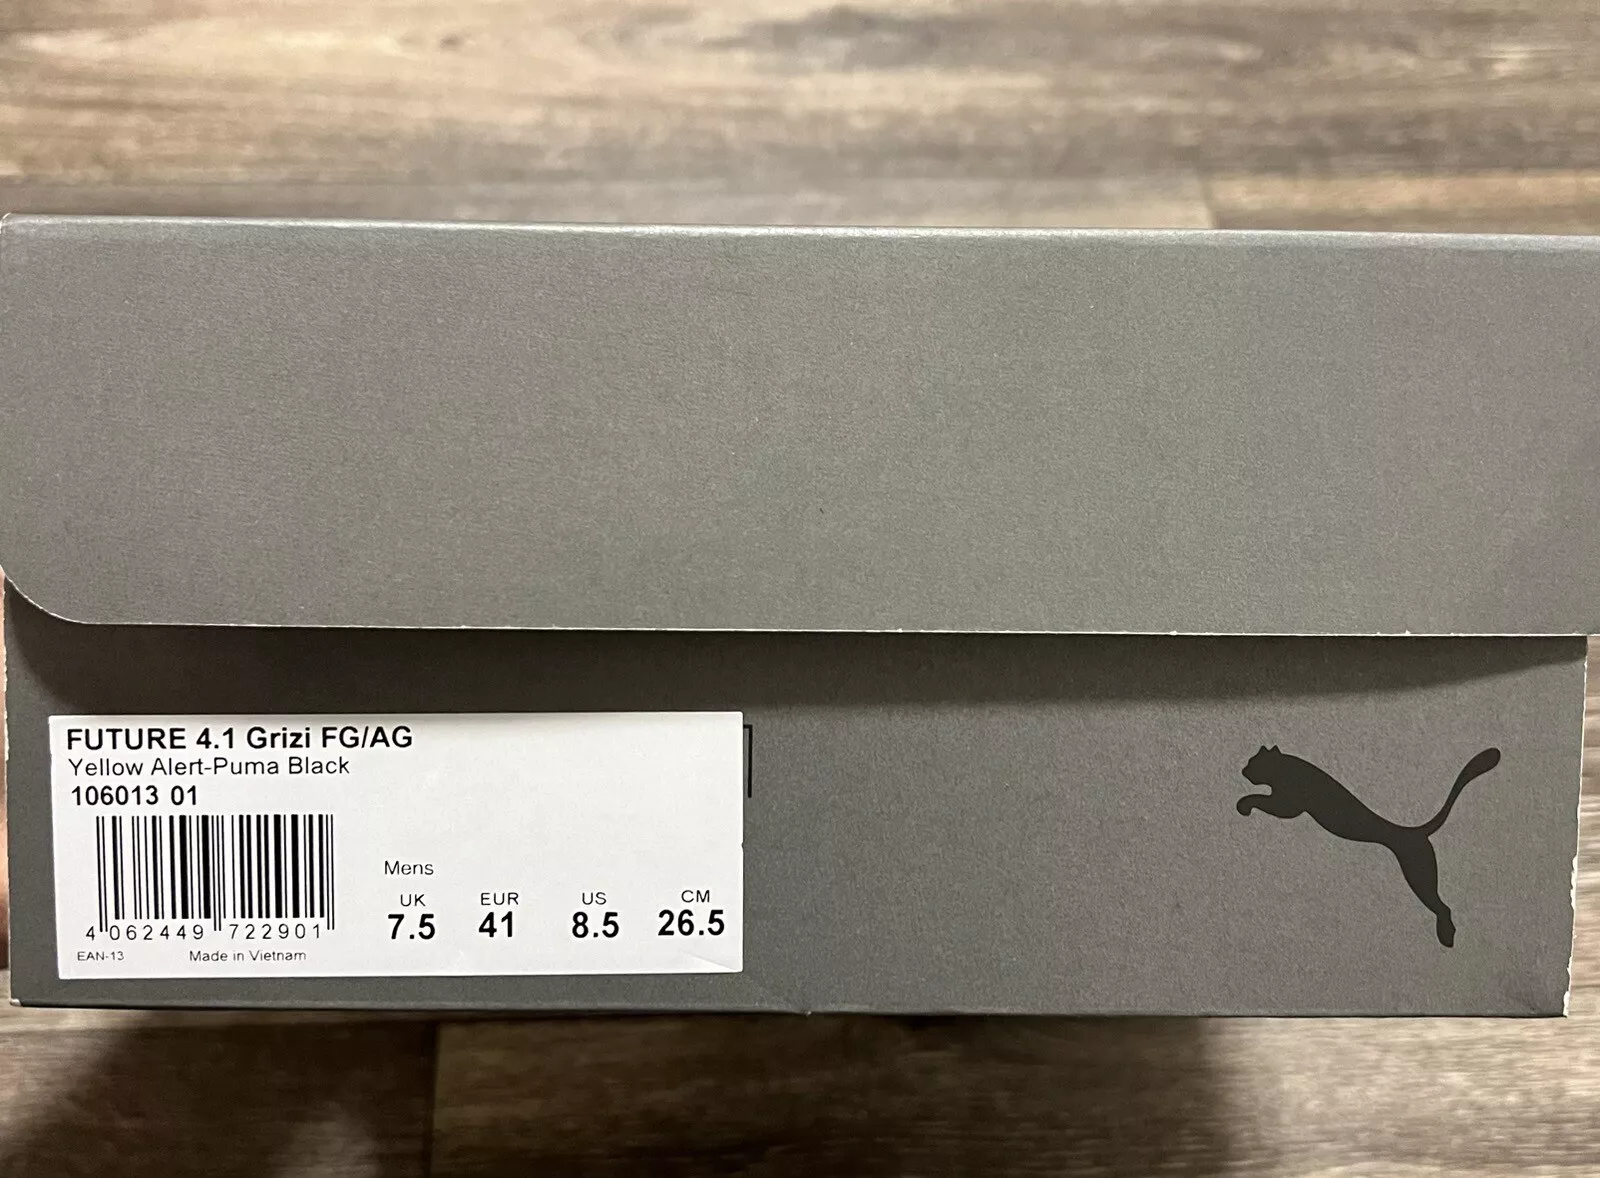 FUTURE 4.1 Grizi FG/AG
Yellow Alert-Puma Black
106013 01
Mens
UK EUR US CM
7.5 41 8.5 26.5
4 062449 722901
EAN-13 Made in Vietnam